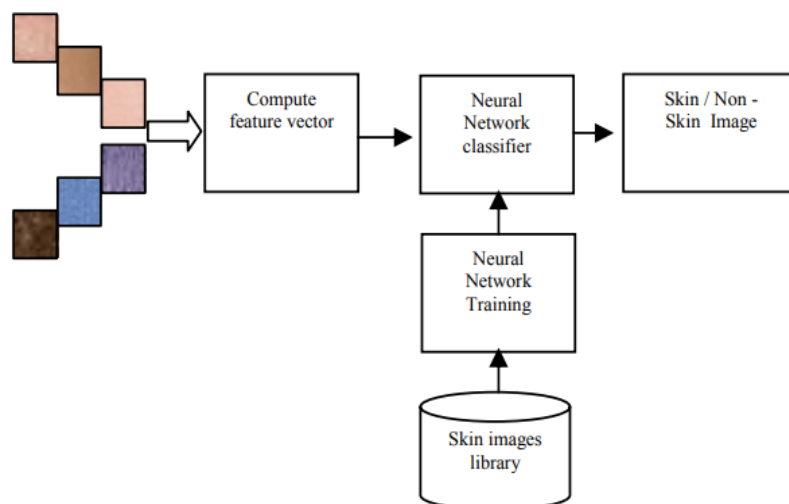 Compute
feature vector
Neural
Network
classifier
Skin / Non -
Skin Image
Neural
Network
Training
Skin images
library